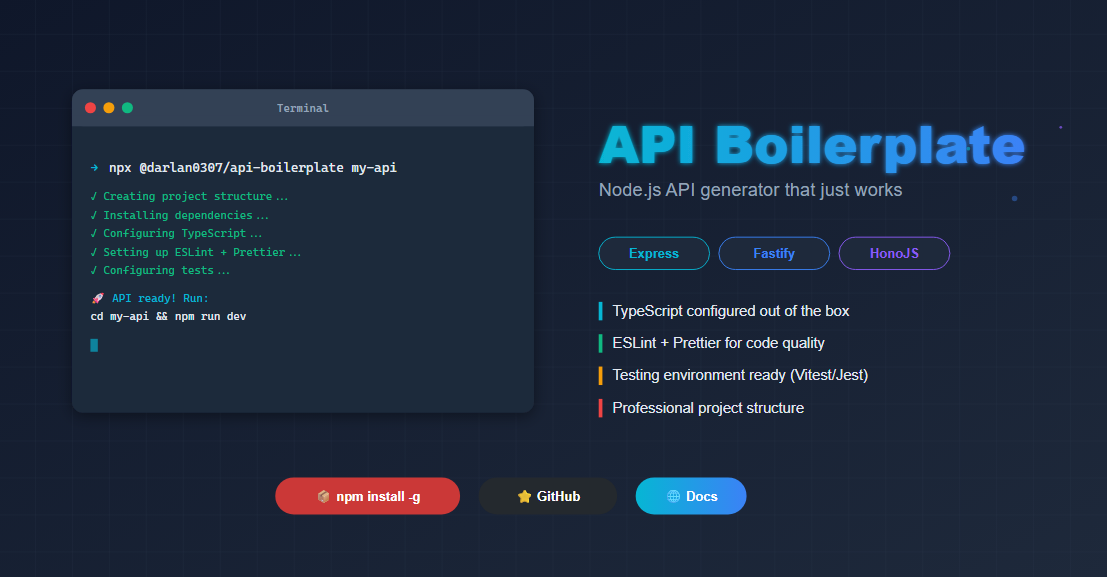 Terminal
→ npx @darlan0307/api-boilerplate my-api
✓ Creating project structure...
✓ Installing dependencies...
✓ Configuring TypeScript...
✓ Setting up ESLint + Prettier...
✓ Configuring tests...
🚀 API ready! Run:
cd my-api && npm run dev
API Boilerplate
Node.js API generator that just works
Express
Fastify
HonoJS
TypeScript configured out of the box
ESLint + Prettier for code quality
Testing environment ready (Vitest/Jest)
Professional project structure
📦 npm install -g
⭐ GitHub
🌐 Docs